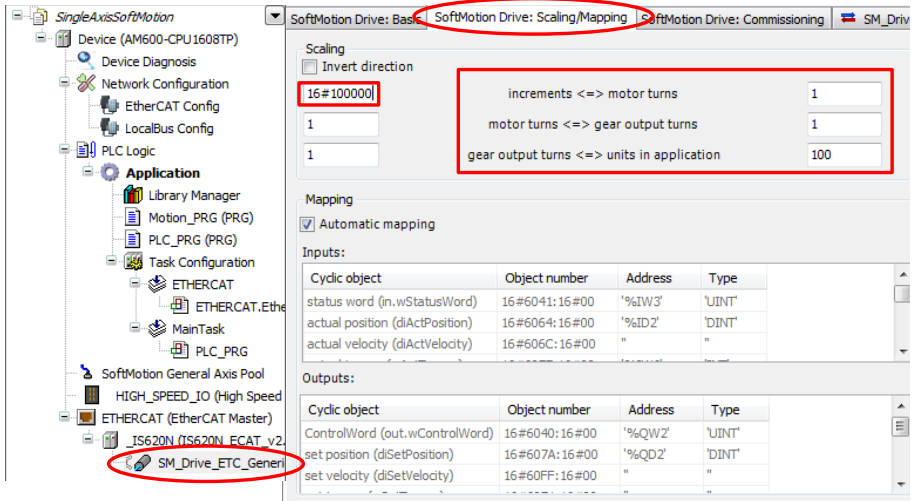 SingleAxisSoftMotion
Device (AM600-CPU1608TP)
Device Diagnosis
Network Configuration
EtherCAT Config
LocalBus Config
PLC Logic
Application
Library Manager
Motion_PRG (PRG)
PLC_PRG (PRG)
Task Configuration
ETHERCAT
ETHERCAT.Ethe
MainTask
PLC_PRG
SoftMotion General Axis Pool
HIGH_SPEED_IO (High Speed
ETHERCAT (EtherCAT Master)
_IS620N (IS620N_ECAT_v2.
SM_Drive_ETC_Generi
SoftMotion Drive: Basic SoftMotion Drive: Scaling/Mapping SoftMotion Drive: Commissioning SM_Driv
Scaling
Invert direction
16#100000 increments <=> motor turns 1
1 motor turns <=> gear output turns 1
1 gear output turns <=> units in application 100
Mapping
Automatic mapping
Inputs:
Cyclic object Object number Address Type
status word (in.wStatusWord) 16#6041:16#00 '%IW3' 'UINT'
actual position (diActPosition) 16#6064:16#00 '%ID2' 'DINT'
actual velocity (diActVelocity) 16#606C:16#00 '' ''
Outputs:
Cyclic object Object number Address Type
ControlWord (out.wControlWord) 16#6040:16#00 '%QW2' 'UINT'
set position (diSetPosition) 16#607A:16#00 '%QD2' 'DINT'
set velocity (diSetVelocity) 16#60FF:16#00 '' ''